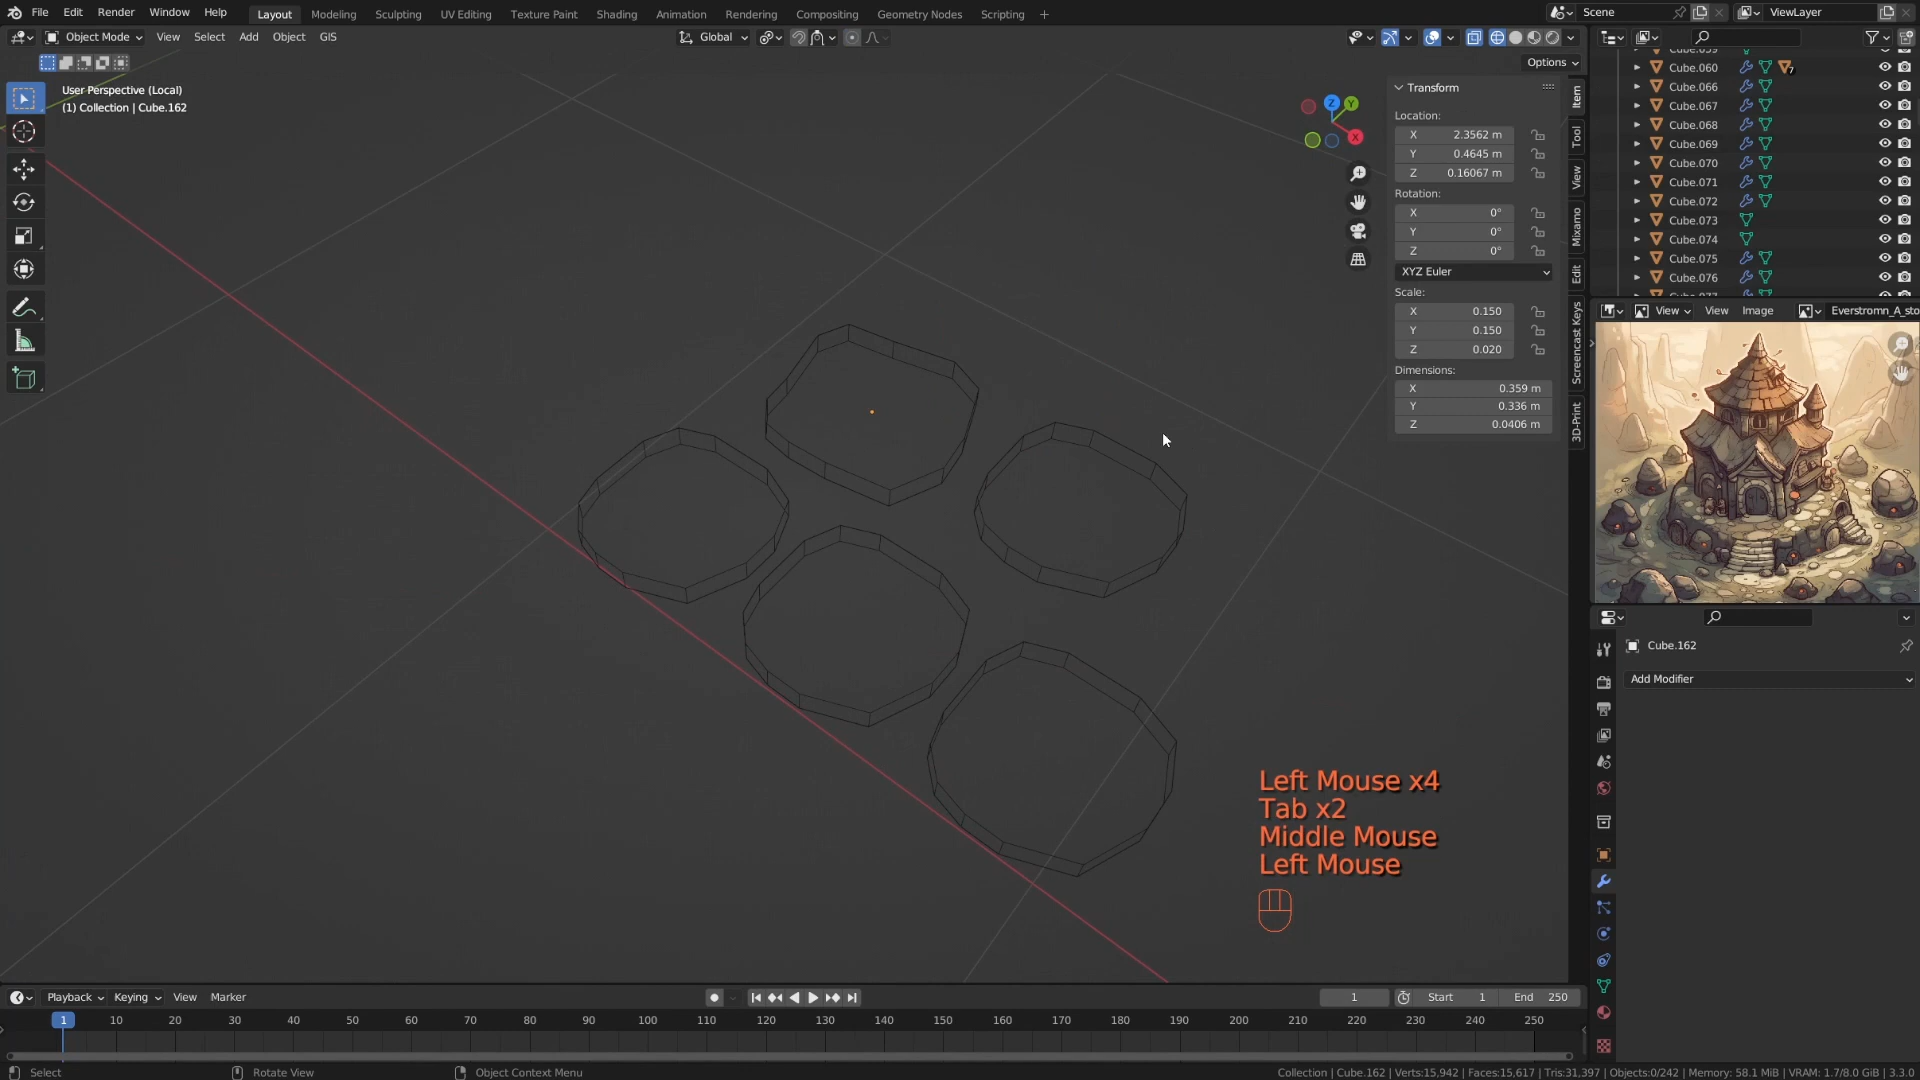 File Edit Render Window Help Layout Modeling Sculpting UV Editing Texture Paint Shading Animation Rendering Compositing Geometry Nodes Scripting + Scene ViewLayer
Object Mode View Select Add Object GIS Global
Options
User Perspective (Local)
(1) Collection | Cube.162
Z Y X
Transform
Location:
X 2.3562 m
Y 0.4645 m
Z 0.16067 m
Rotation:
X 0°
Y 0°
Z 0°
XYZ Euler
Scale:
X 0.150
Y 0.150
Z 0.020
Dimensions:
X 0.359 m
Y 0.336 m
Z 0.0406 m
Item
Tool
View
Mixamo
Edit
Screencast Keys
3D-Print
Cube.059
Cube.060 7
Cube.066
Cube.067
Cube.068
Cube.069
Cube.070
Cube.071
Cube.072
Cube.073
Cube.074
Cube.075
Cube.076
Cube.077
View View Image Everstromn_A_sto
Cube.162
Add Modifier
Left Mouse x4
Tab x2
Middle Mouse
Left Mouse
Playback Keying View Marker 1 Start 1 End 250
1 10 20 30 40 50 60 70 80 90 100 110 120 130 140 150 160 170 180 190 200 210 220 230 240 250
Select Rotate View Object Context Menu Collection | Cube.162 | Verts:15,942 | Faces:15,617 | Tris:31,397 | Objects:0/242 | Memory: 58.1 MiB | VRAM: 1.7/8.0 GiB | 3.3.0